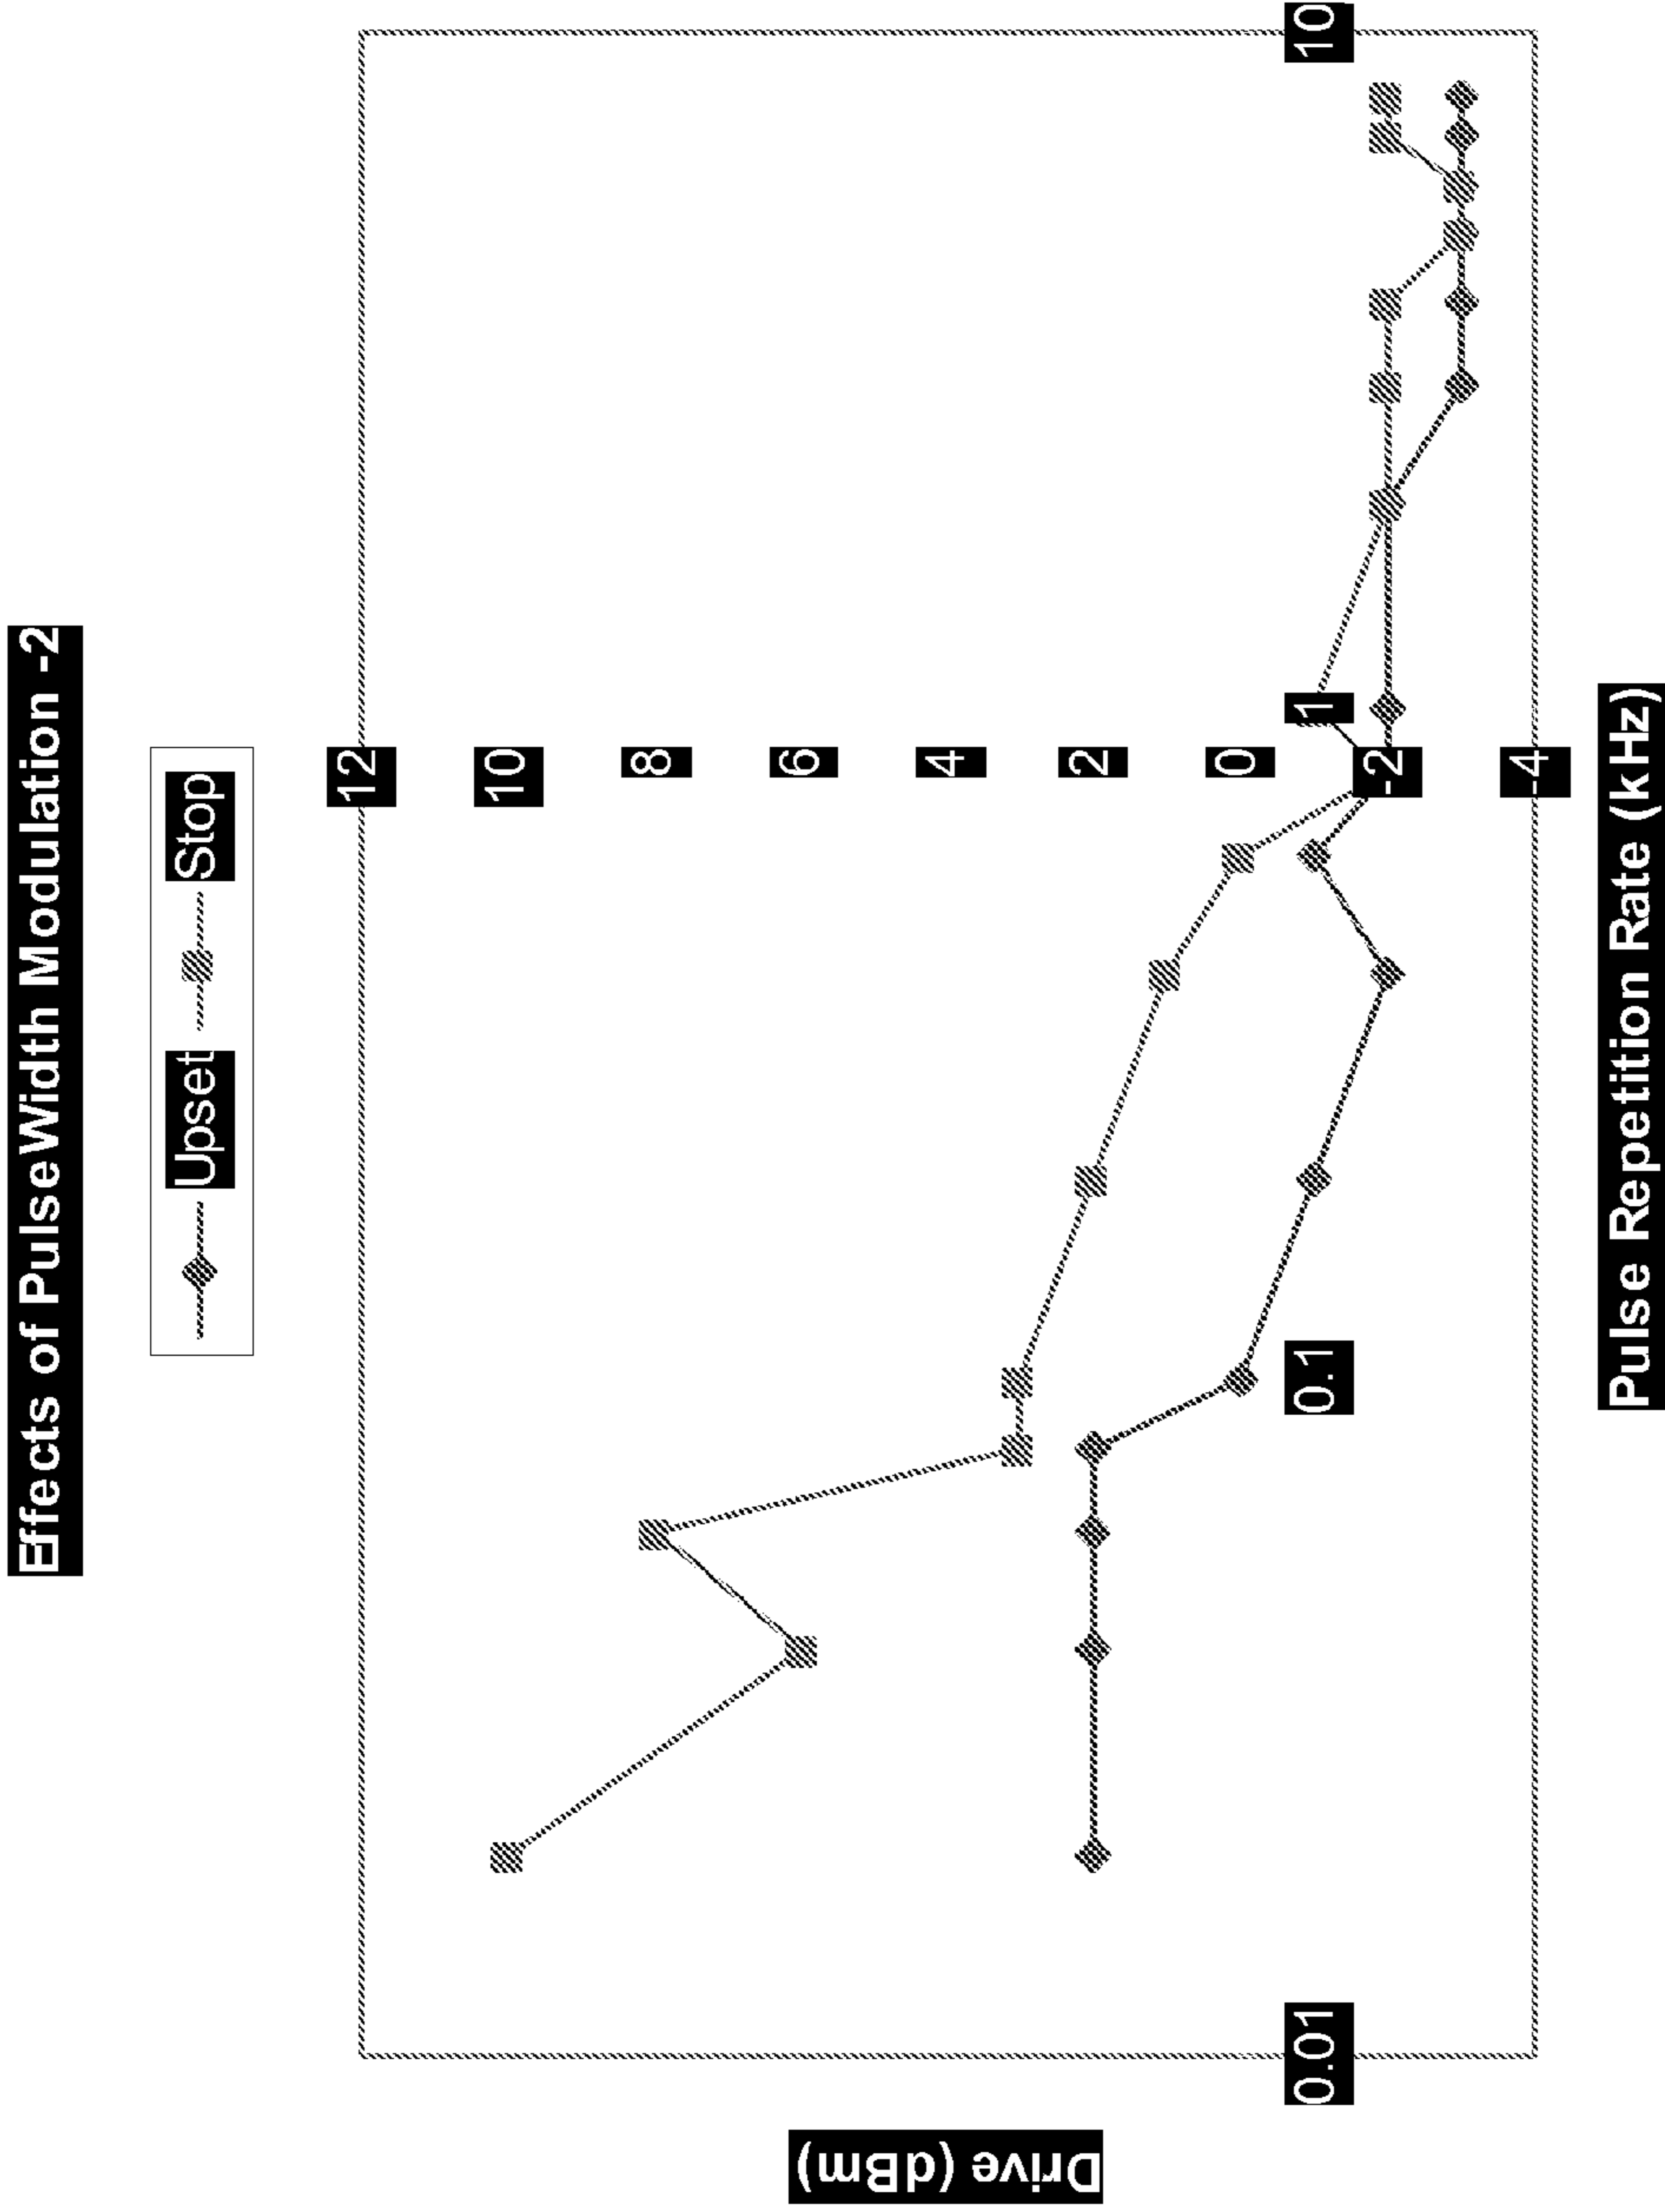 Effects of PulseWidth Modulation -2
Upset Stop
12
10
8
6
4
2
0
-2
-4
0.01 0.1 1 10
Drive (dBm)
Pulse Repetition Rate (kHz)